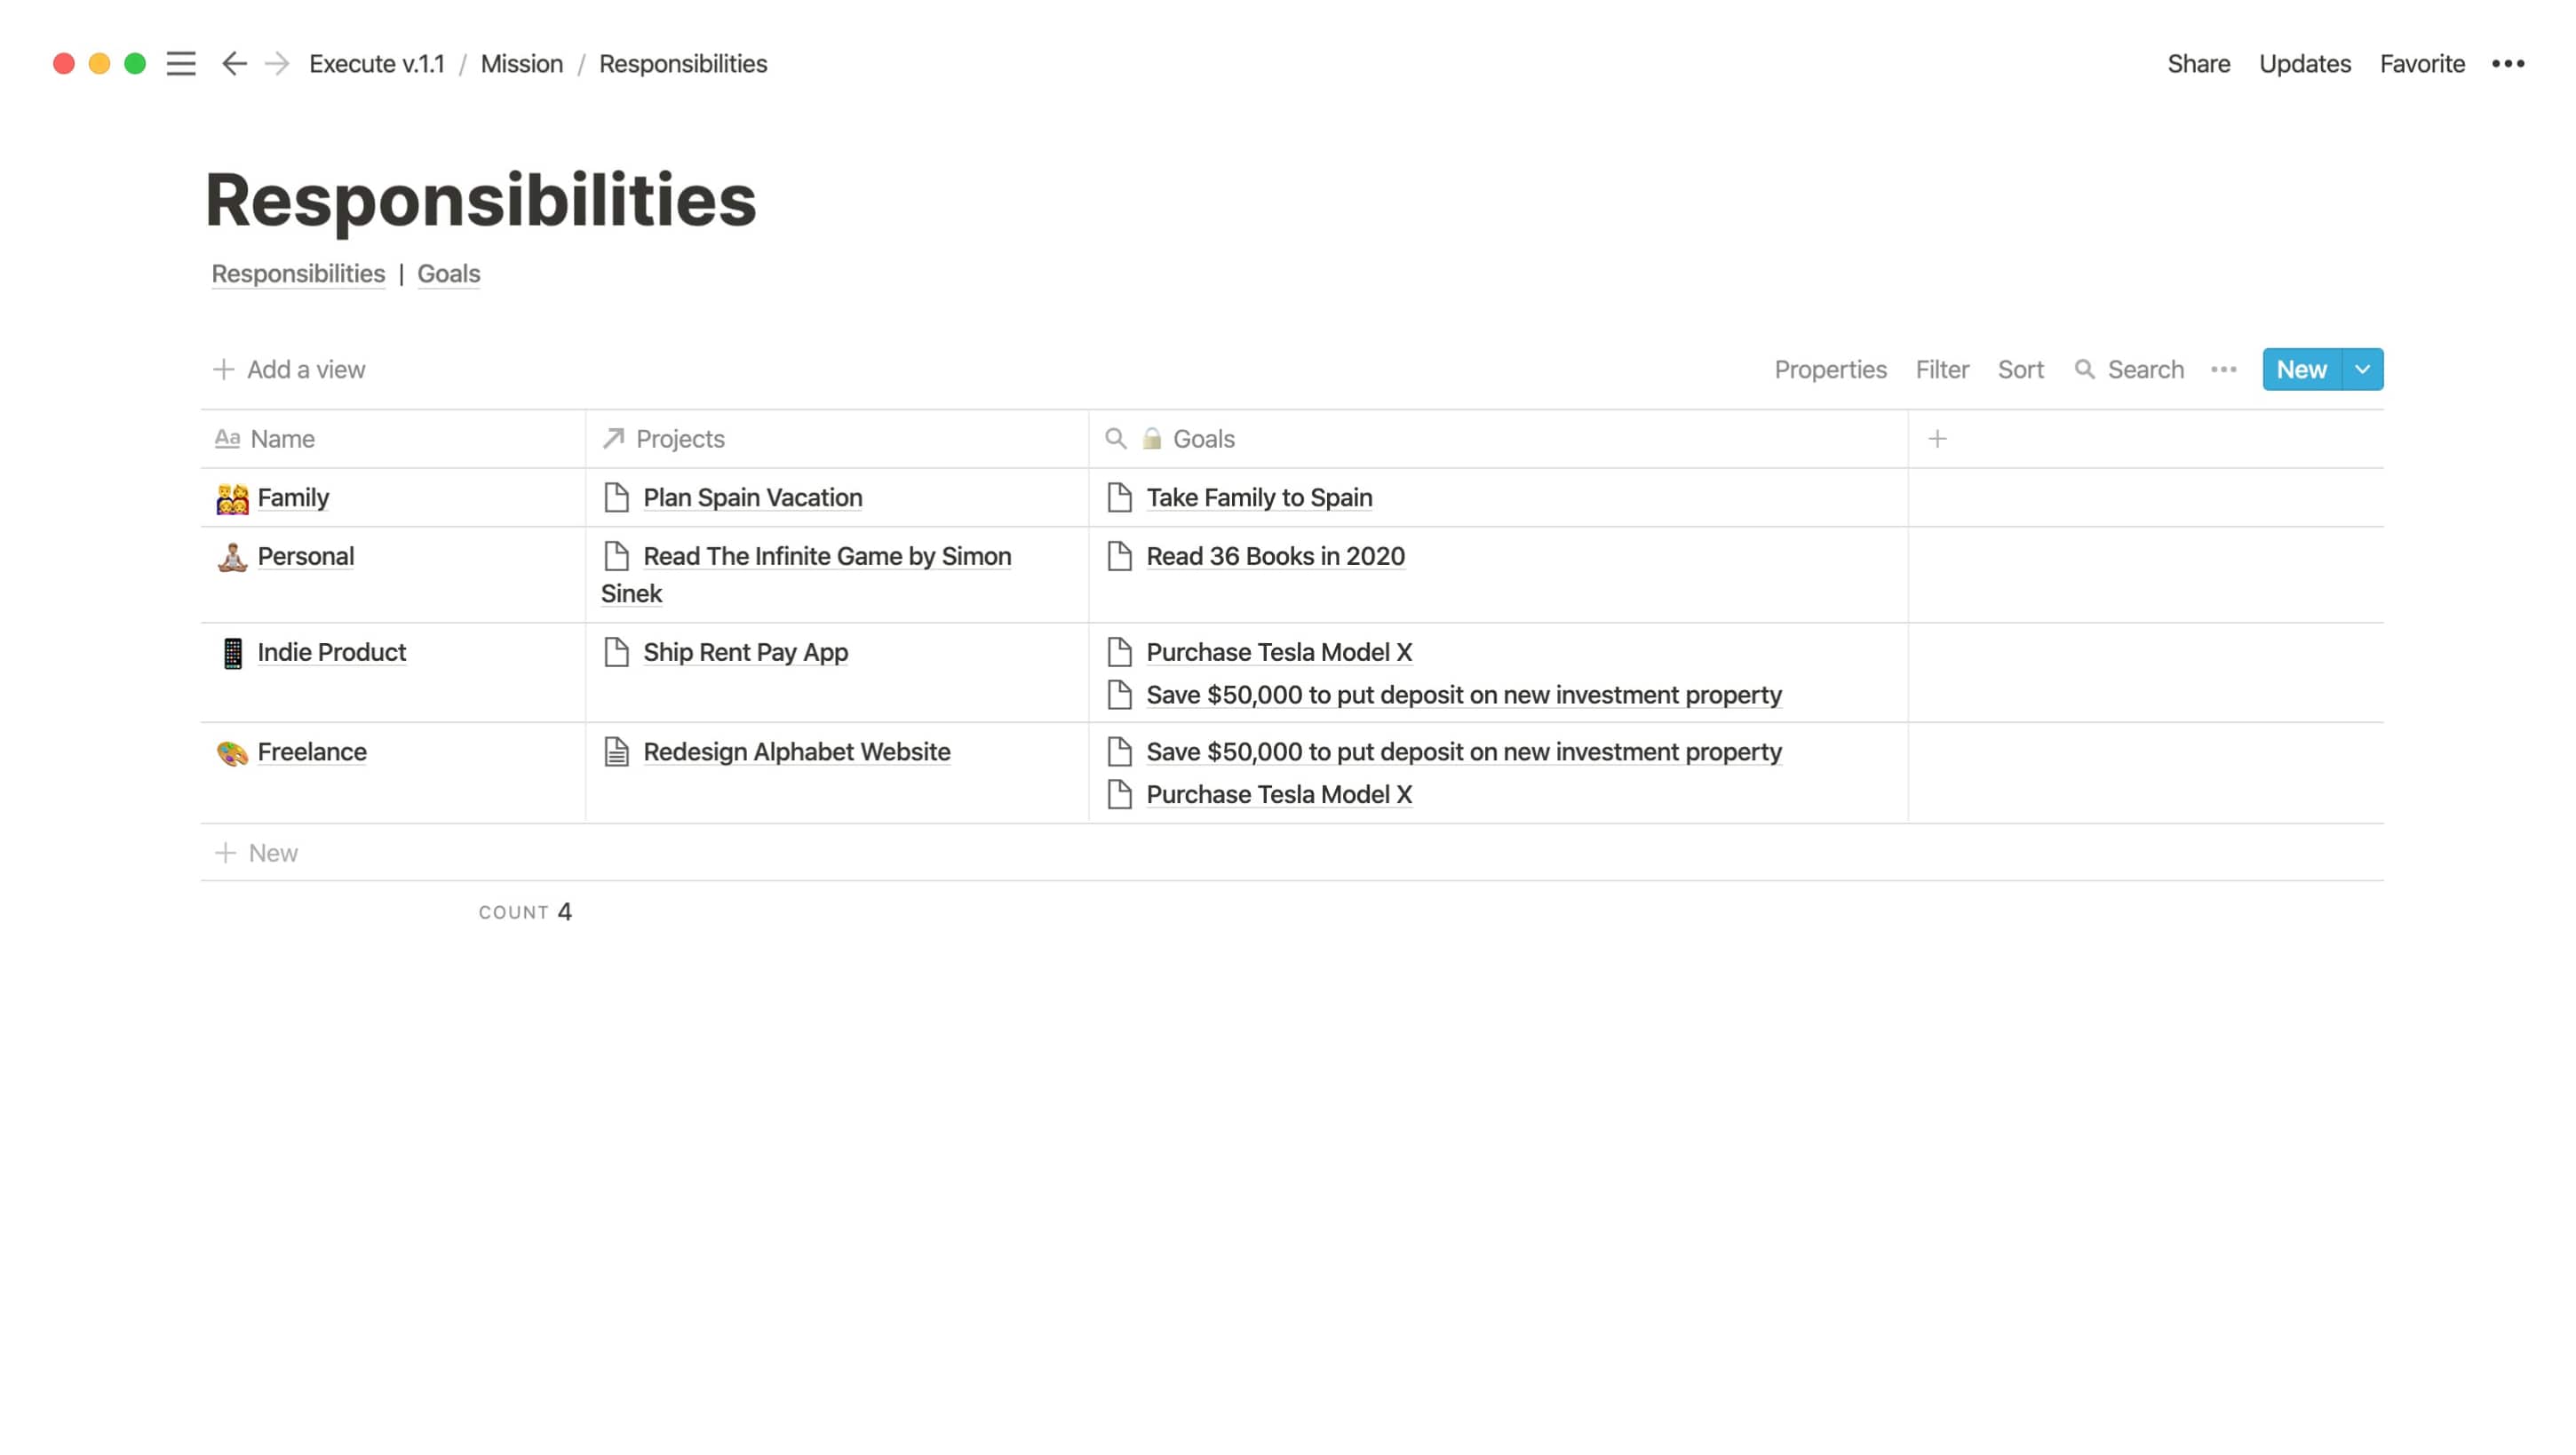 Execute v.1.1 / Mission / Responsibilities
Share Updates Favorite
Responsibilities
Responsibilities | Goals
Add a view
Properties Filter Sort Search New
Aa Name Projects Goals
Family Plan Spain Vacation Take Family to Spain
Personal Read The Infinite Game by Simon Read 36 Books in 2020
Sinek
Indie Product Ship Rent Pay App Purchase Tesla Model X
Save $50,000 to put deposit on new investment property
Freelance Redesign Alphabet Website Save $50,000 to put deposit on new investment property
Purchase Tesla Model X
New
COUNT 4